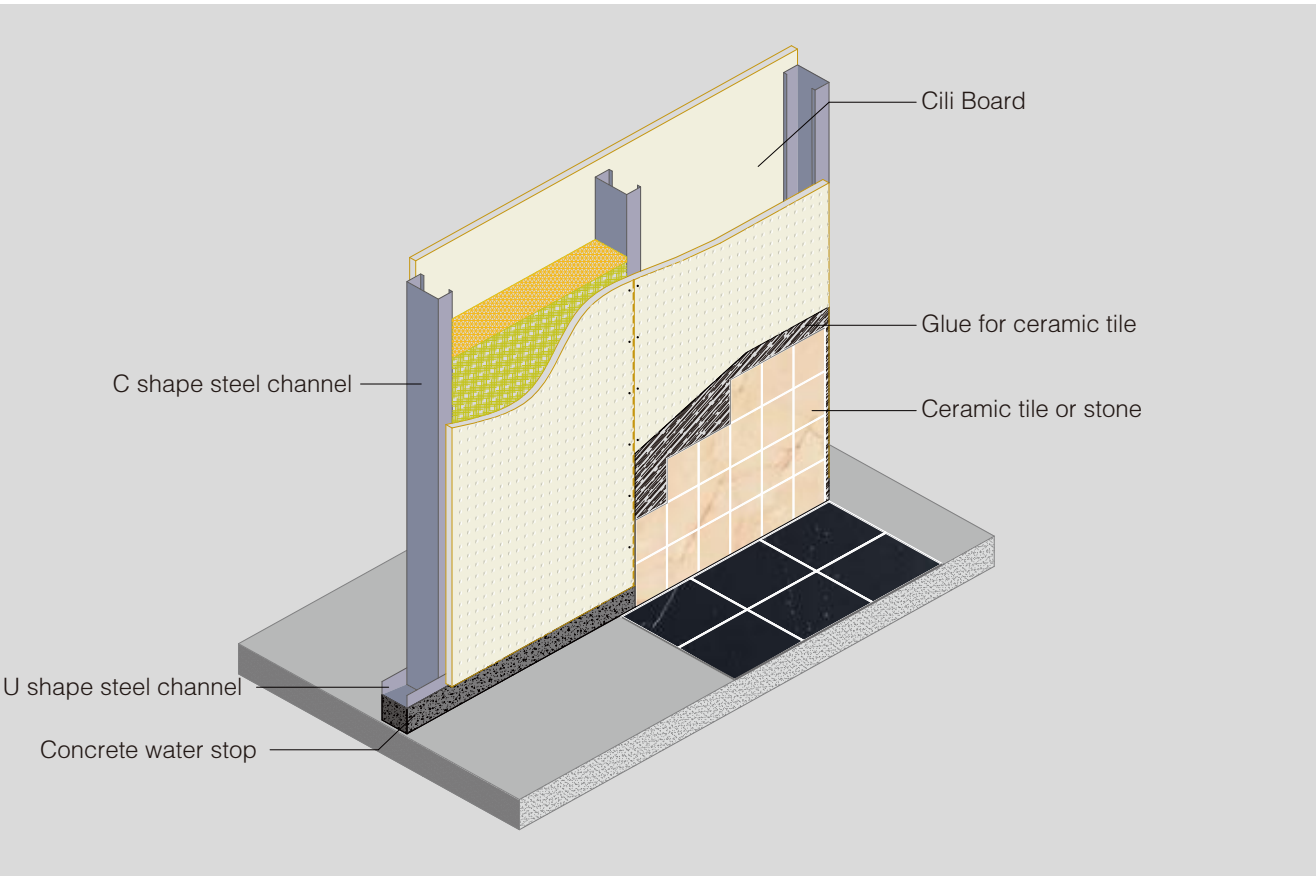 Cili Board
Glue for ceramic tile
C shape steel channel
Ceramic tile or stone
U shape steel channel
Concrete water stop